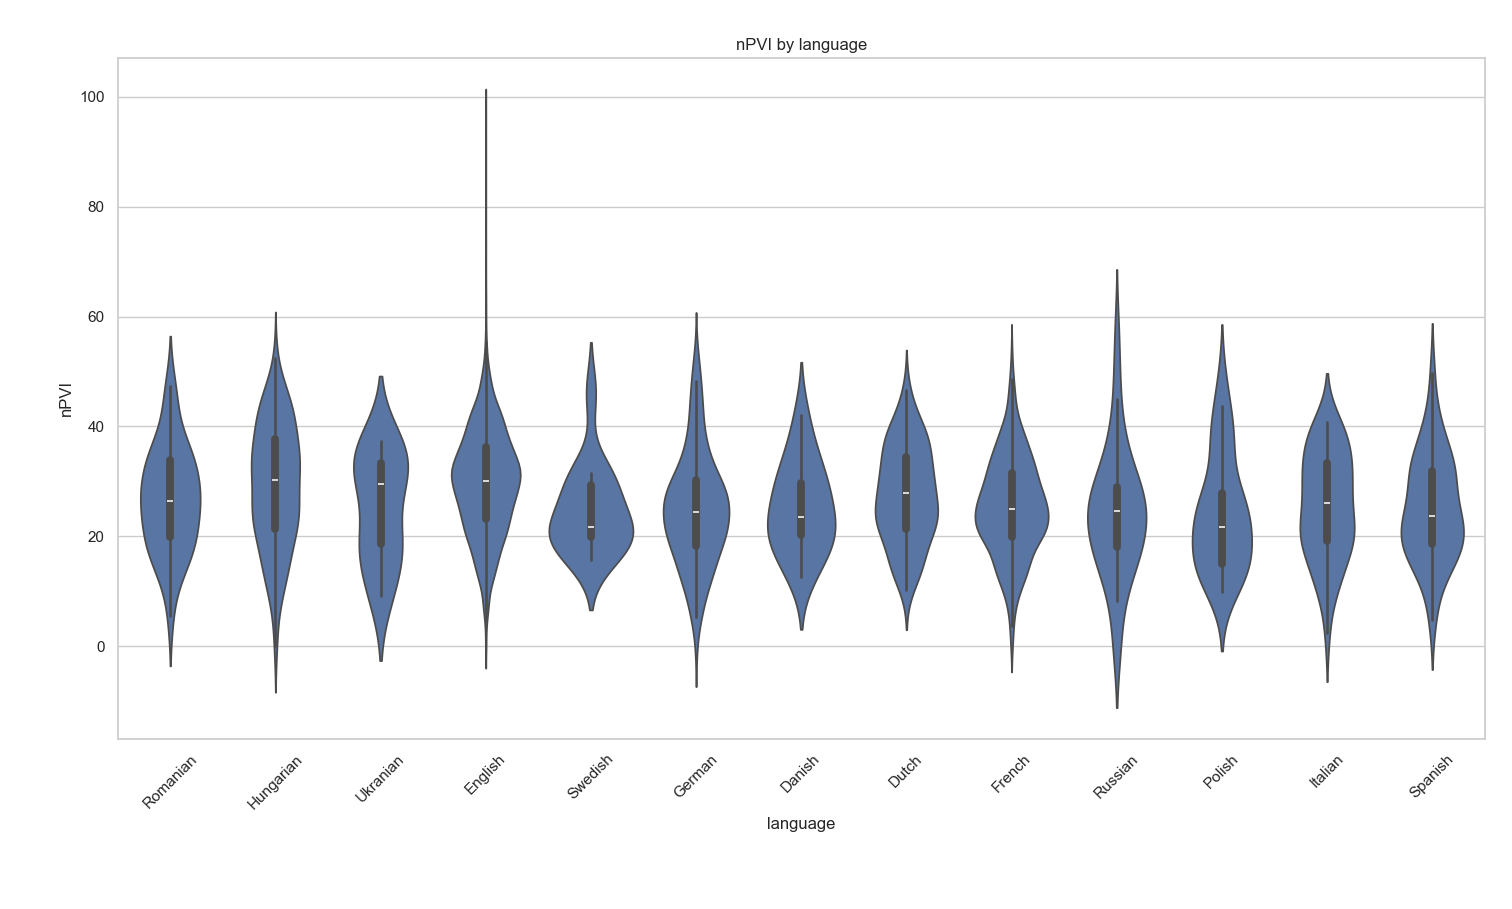 nPVI by language
100
80
60
40
20
0
nPVI
Romanian
Hungarian
Ukranian
English
Swedish
German
Danish
Dutch
French
Russian
Polish
Italian
Spanish
language